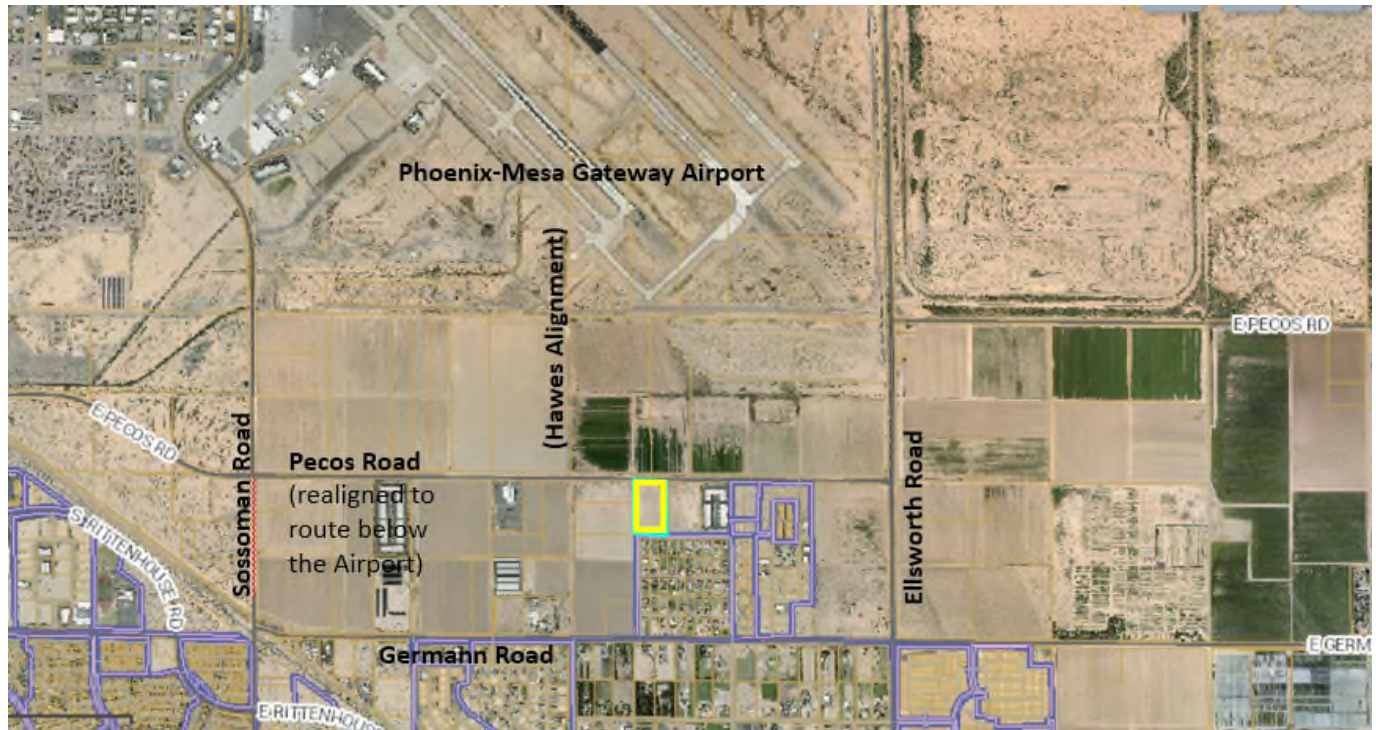 Phoenix-Mesa Gateway Airport
(Hawes Alignment)
E PECOS RD
E PECOS RD
Sossoman Road
Pecos Road
(realigned to
route below
the Airport)
Ellsworth Road
S RITTENHOUSE RD
Germahn Road
E GERM
E RITTENHOUSE